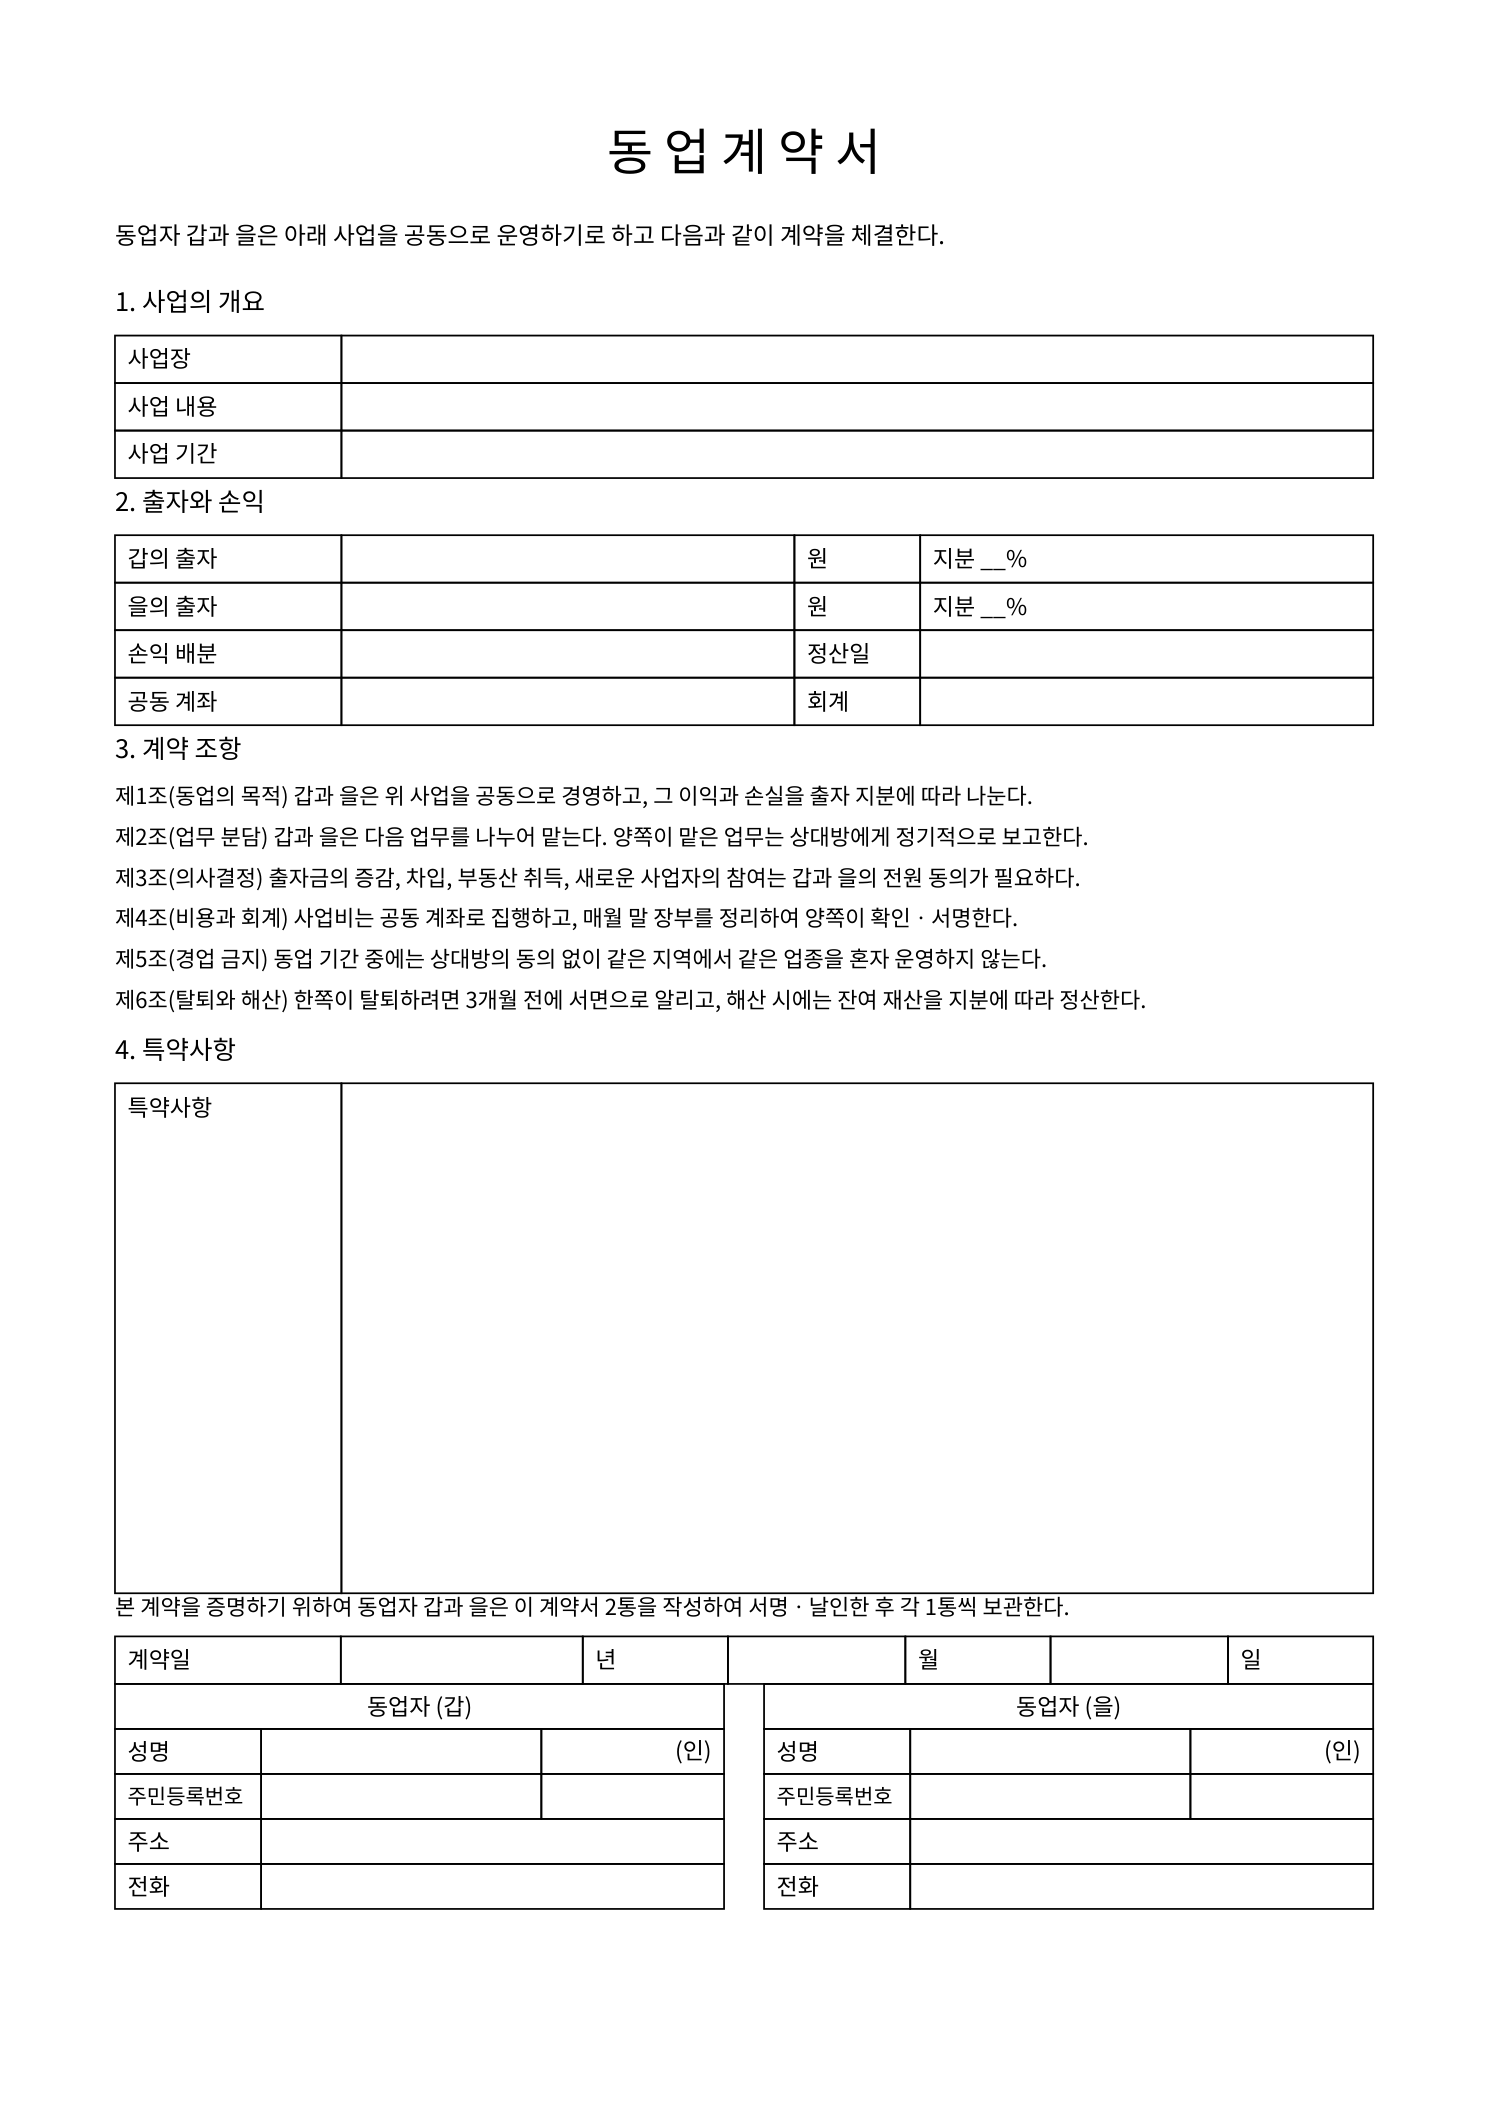 동업계약서
동업자 갑과 을은 아래 사업을 공동으로 운영하기로 하고 다음과 같이 계약을 체결한다.
1. 사업의 개요
사업장
사업 내용
사업 기간
2. 출자와 손익
갑의 출자 원 지분 __%
을의 출자 원 지분 __%
손익 배분 정산일
공동 계좌 회계
3. 계약 조항
제1조(동업의 목적) 갑과 을은 위 사업을 공동으로 경영하고, 그 이익과 손실을 출자 지분에 따라 나눈다.
제2조(업무 분담) 갑과 을은 다음 업무를 나누어 맡는다. 양쪽이 맡은 업무는 상대방에게 정기적으로 보고한다.
제3조(의사결정) 출자금의 증감, 차입, 부동산 취득, 새로운 사업자의 참여는 갑과 을의 전원 동의가 필요하다.
제4조(비용과 회계) 사업비는 공동 계좌로 집행하고, 매월 말 장부를 정리하여 양쪽이 확인 · 서명한다.
제5조(경업 금지) 동업 기간 중에는 상대방의 동의 없이 같은 지역에서 같은 업종을 혼자 운영하지 않는다.
제6조(탈퇴와 해산) 한쪽이 탈퇴하려면 3개월 전에 서면으로 알리고, 해산 시에는 잔여 재산을 지분에 따라 정산한다.
4. 특약사항
특약사항
본 계약을 증명하기 위하여 동업자 갑과 을은 이 계약서 2통을 작성하여 서명 · 날인한 후 각 1통씩 보관한다.
계약일 년 월 일
동업자 (갑) 동업자 (을)
성명 (인) 성명 (인)
주민등록번호 주민등록번호
주소 주소
전화 전화